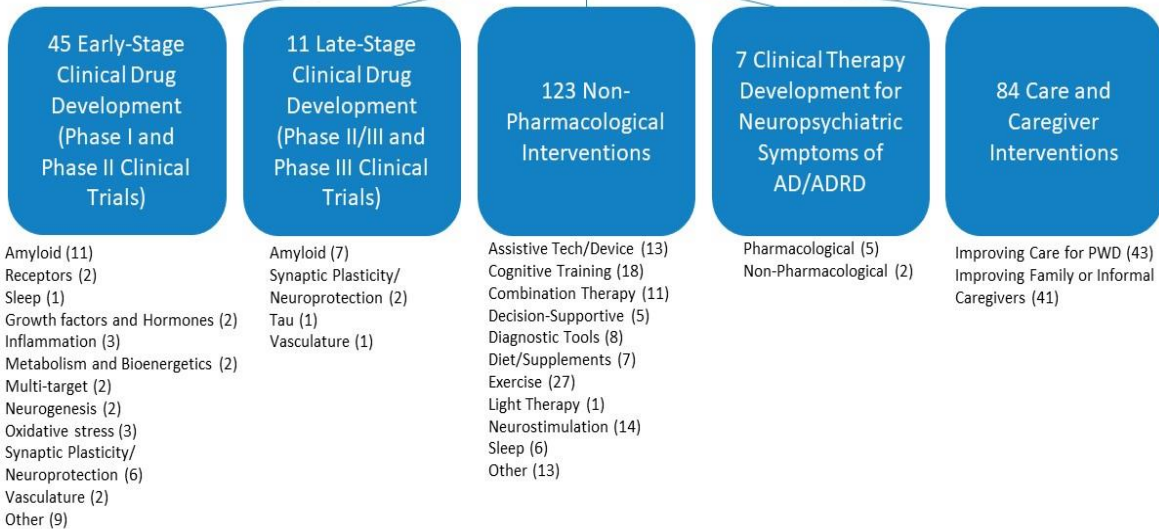 45 Early-Stage
Clinical Drug
Development
(Phase I and
Phase II Clinical
Trials)
Amyloid (11)
Receptors (2)
Sleep (1)
Growth factors and Hormones (2)
Inflammation (3)
Metabolism and Bioenergetics (2)
Multi-target (2)
Neurogenesis (2)
Oxidative stress (3)
Synaptic Plasticity/
Neuroprotection (6)
Vasculature (2)
Other (9)
11 Late-Stage
Clinical Drug
Development
(Phase II/III and
Phase III Clinical
Trials)
Amyloid (7)
Synaptic Plasticity/
Neuroprotection (2)
Tau (1)
Vasculature (1)
123 Non-
Pharmacological
Interventions
Assistive Tech/Device (13)
Cognitive Training (18)
Combination Therapy (11)
Decision-Supportive (5)
Diagnostic Tools (8)
Diet/Supplements (7)
Exercise (27)
Light Therapy (1)
Neurostimulation (14)
Sleep (6)
Other (13)
7 Clinical Therapy
Development for
Neuropsychiatric
Symptoms of
AD/ADRD
Pharmacological (5)
Non-Pharmacological (2)
84 Care and
Caregiver
Interventions
Improving Care for PWD (43)
Improving Family or Informal
Caregivers (41)